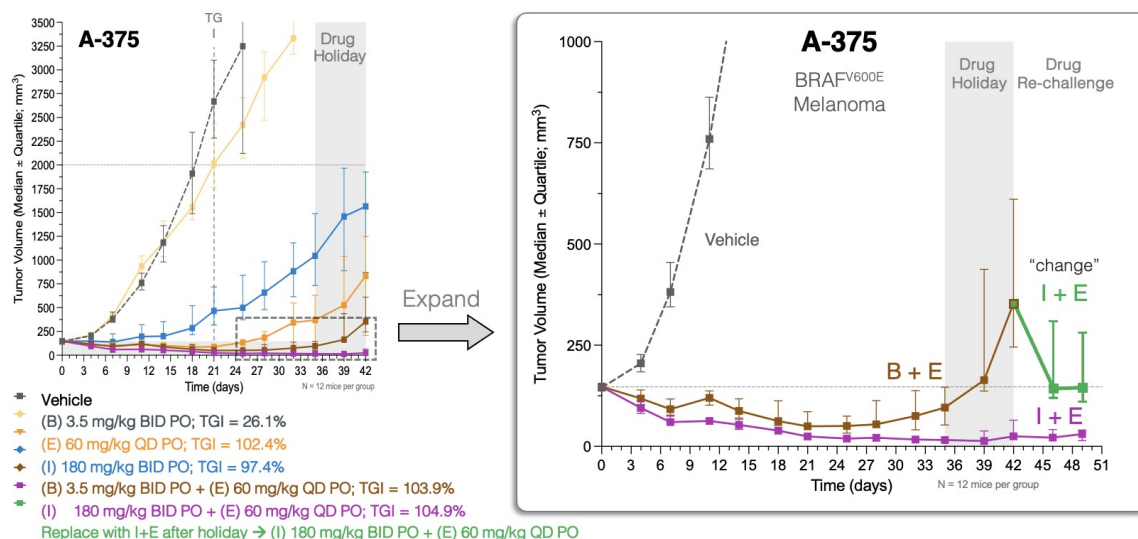 A-375
TG
Drug
Holiday
Tumor Volume (Median ± Quartile; mm³)
3500
3250
3000
2750
2500
2250
2000
1750
1500
1250
1000
750
500
250
0
0 3 6 9 12 15 18 21 24 27 30 33 36 39 42
Time (days)
N = 12 mice per group
Vehicle
(B) 3.5 mg/kg BID PO; TGI = 26.1%
(E) 60 mg/kg QD PO; TGI = 102.4%
(I) 180 mg/kg BID PO; TGI = 97.4%
(B) 3.5 mg/kg BID PO + (E) 60 mg/kg QD PO; TGI = 103.9%
(I) 180 mg/kg BID PO + (E) 60 mg/kg QD PO; TGI = 104.9%
Replace with I+E after holiday → (I) 180 mg/kg BID PO + (E) 60 mg/kg QD PO
Expand
A-375
BRAFV600E
Melanoma
Drug
Holiday
Drug
Re-challenge
Tumor Volume (Median ± Quartile; mm³)
1000
750
500
250
0
Vehicle
"change"
I + E
B + E
I + E
0 3 6 9 12 15 18 21 24 27 30 33 36 39 42 45 48 51
Time (days)
N = 12 mice per group